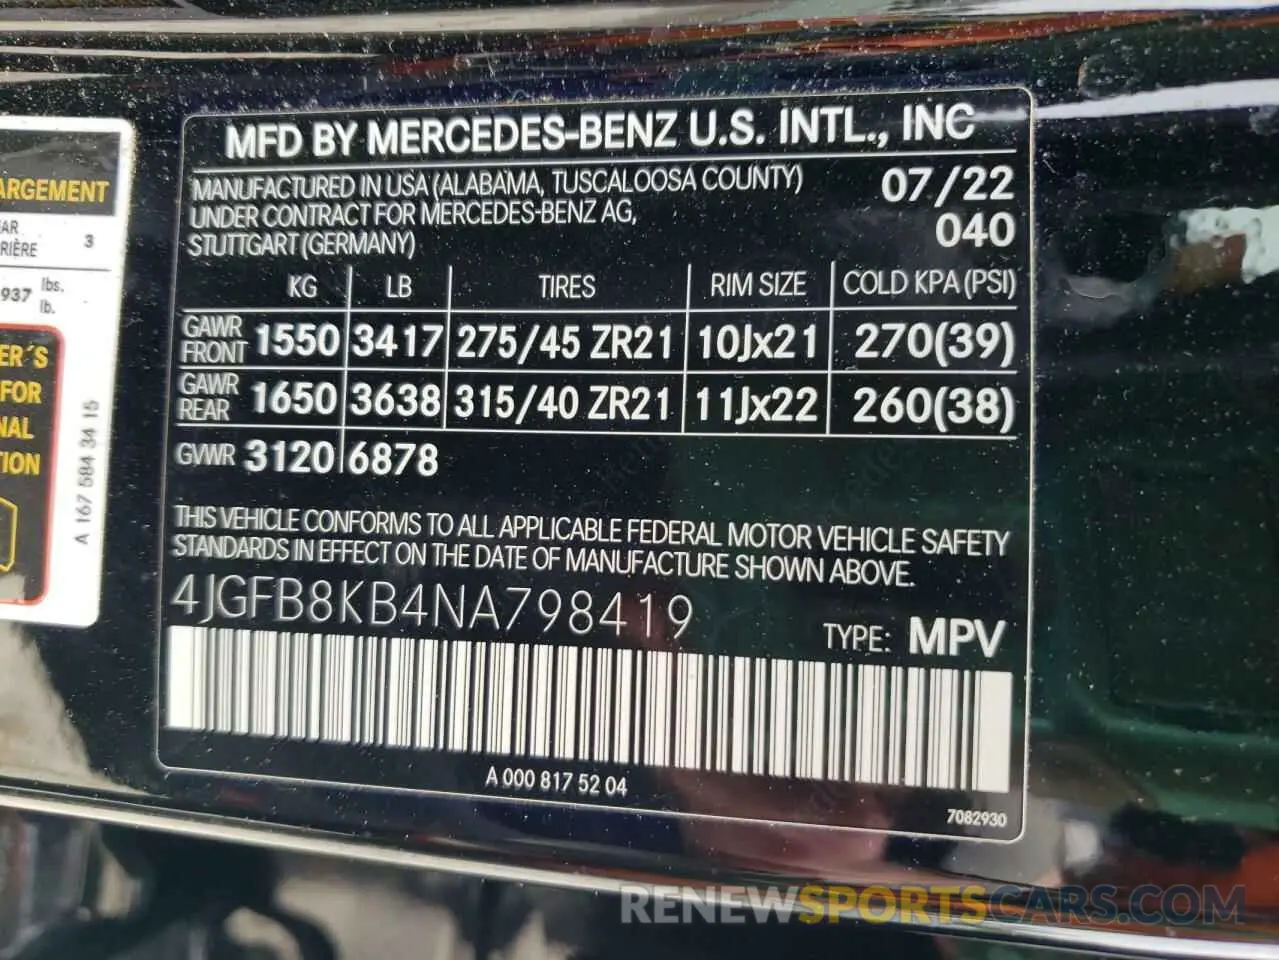 MFD BY MERCEDES-BENZ U.S. INTL., INC
MANUFACTURED IN USA (ALABAMA, TUSCALOOSA COUNTY) 07/22
UNDER CONTRACT FOR MERCEDES-BENZ AG, 040
STUTTGART (GERMANY)
KG LB TIRES RIM SIZE COLD KPA (PSI)
GAWR FRONT 1550 3417 275/45 ZR21 10Jx21 270(39)
GAWR REAR 1650 3638 315/40 ZR21 11Jx22 260(38)
GVWR 3120 6878
THIS VEHICLE CONFORMS TO ALL APPLICABLE FEDERAL MOTOR VEHICLE SAFETY
STANDARDS IN EFFECT ON THE DATE OF MANUFACTURE SHOWN ABOVE.
4JGFB8KB4NA798419
TYPE: MPV
A 000 817 52 04
7082930
ARGEMENT
AR
RIÈRE 3
937 lbs.
lb.
ER´S
FOR
NAL
TION
A 167 584 34 15
RENEWSPORTSCARS.COM